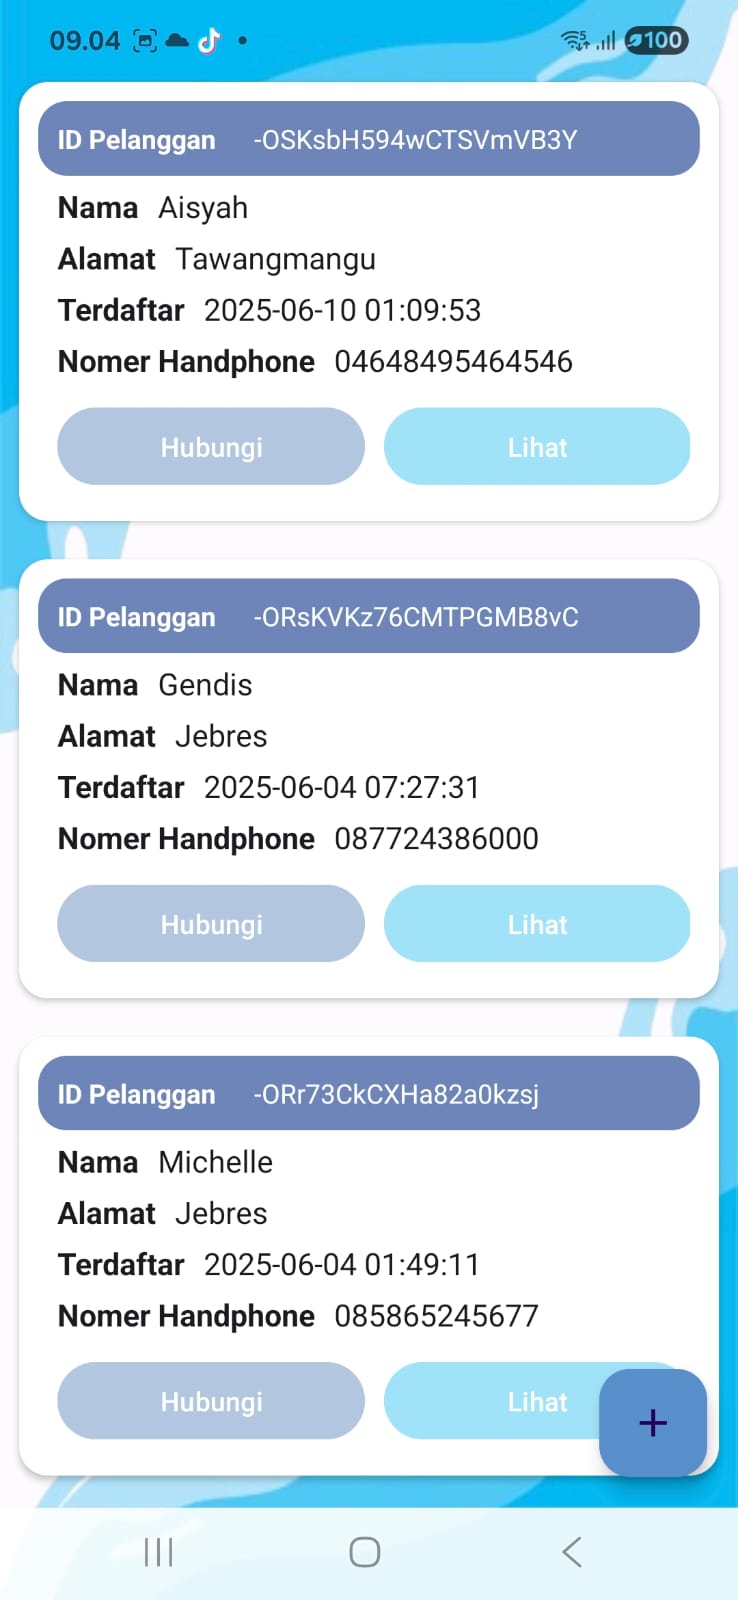 09.04 100
ID Pelanggan -OSKsbH594wCTSVmVB3Y
Nama Aisyah
Alamat Tawangmangu
Terdaftar 2025-06-10 01:09:53
Nomer Handphone 04648495464546
Hubungi Lihat
ID Pelanggan -ORsKVKz76CMTPGMB8vC
Nama Gendis
Alamat Jebres
Terdaftar 2025-06-04 07:27:31
Nomer Handphone 087724386000
Hubungi Lihat
ID Pelanggan -ORr73CkCXHa82a0kzsj
Nama Michelle
Alamat Jebres
Terdaftar 2025-06-04 01:49:11
Nomer Handphone 085865245677
Hubungi Lihat
+